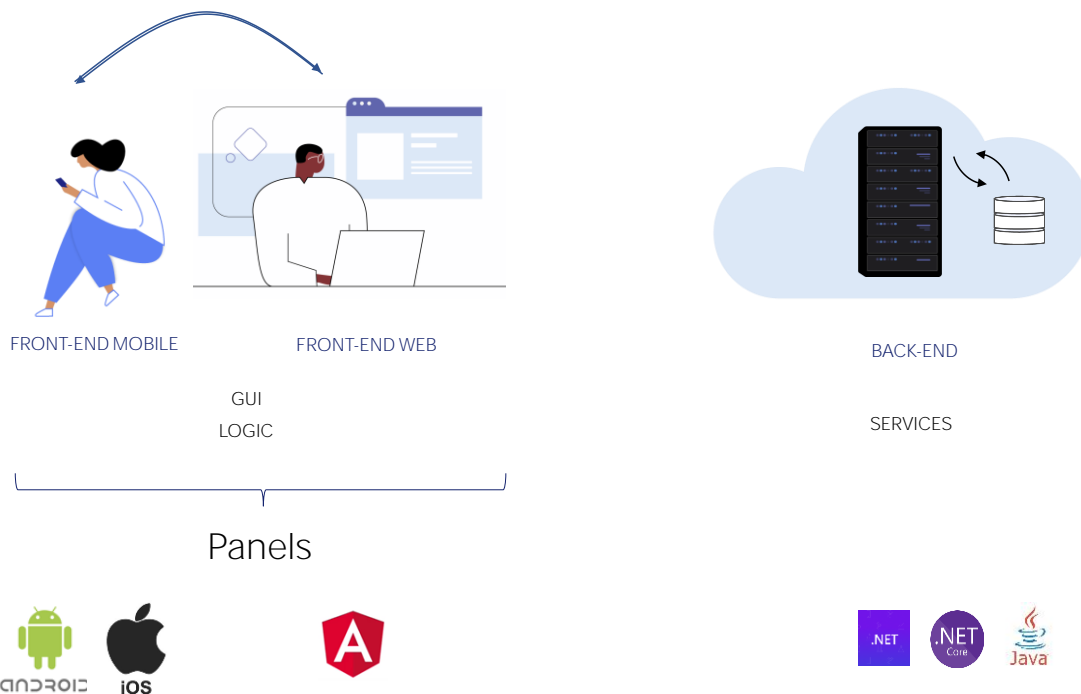 FRONT-END MOBILE
FRONT-END WEB
BACK-END
GUI
LOGIC
SERVICES
Panels
ANDROID
iOS
A
.NET
.NET
Core
Java